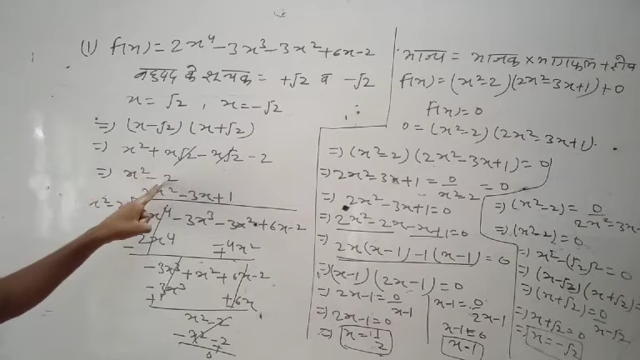 (1) f(x) = 2x⁴ - 3x³ - 3x² + 6x - 2
बहुपद के शून्यक = +√2 व -√2
x = √2 , x = -√2
⇒ (x-√2) (x+√2)
⇒ x² + x√2 - x√2 - 2
⇒ x² - 2
2x² - 3x + 1
2x⁴ - 3x³ - 3x² + 6x - 2
2x⁴ - 4x²
-3x³ + x² + 6x - 2
-3x³ + 6x
x² - 2
x² - 2
0
भाज्य = भाजक × भागफल + शेष
f(x) = (x²-2)(2x²-3x+1) + 0
f(x) = 0
0 = (x²-2) (2x²-3x+1)
⇒ (x²-2) (2x²-3x+1) = 0
⇒ 2x² - 3x + 1 = 0/x²-2 = 0
⇒ 2x² - 3x + 1 = 0
⇒ 2x² - 2x - x + 1 = 0
⇒ 2x(x-1) - 1(x-1) = 0
⇒ (x-1) (2x-1) = 0
⇒ 2x-1 = 0/x-1
⇒ 2x-1 = 0
⇒ x = 1/2
x-1 = 0/2x-1
x-1 = 0
x-1
⇒ (x²-2) = 0/2x²-3x
⇒ (x²-2) = 0
⇒ x² - (√2)² = 0
⇒ (x-√2) (x+√2) =
⇒ (x+√2) = 0/x-√2
⇒ x+√2 = 0
⇒ x = -√2